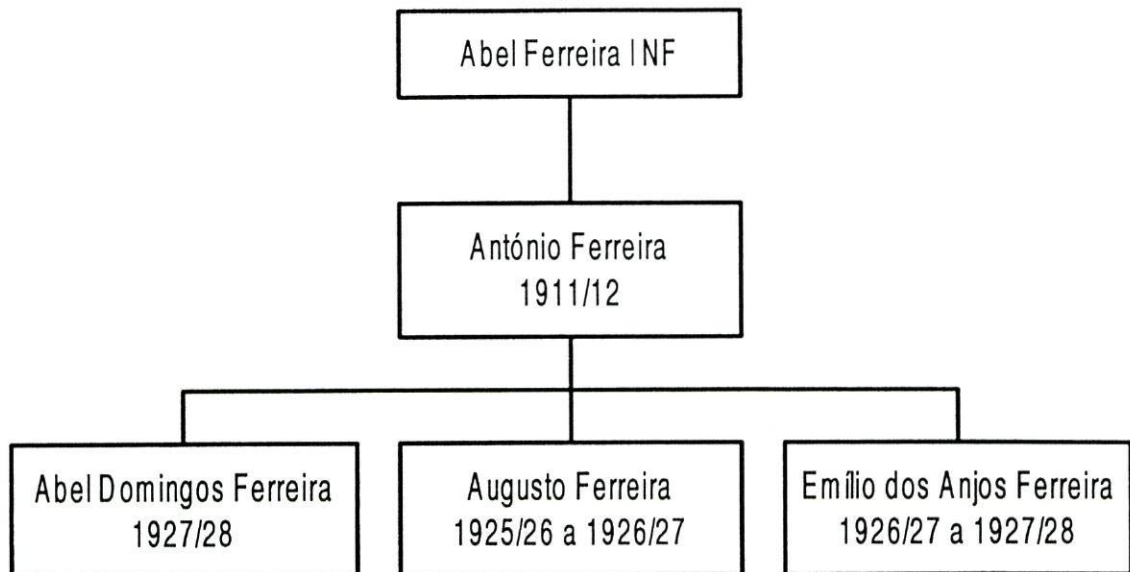 Abel Ferreira INF
António Ferreira
1911/12
Abel Domingos Ferreira
1927/28
Augusto Ferreira
1925/26 a 1926/27
Emílio dos Anjos Ferreira
1926/27 a 1927/28